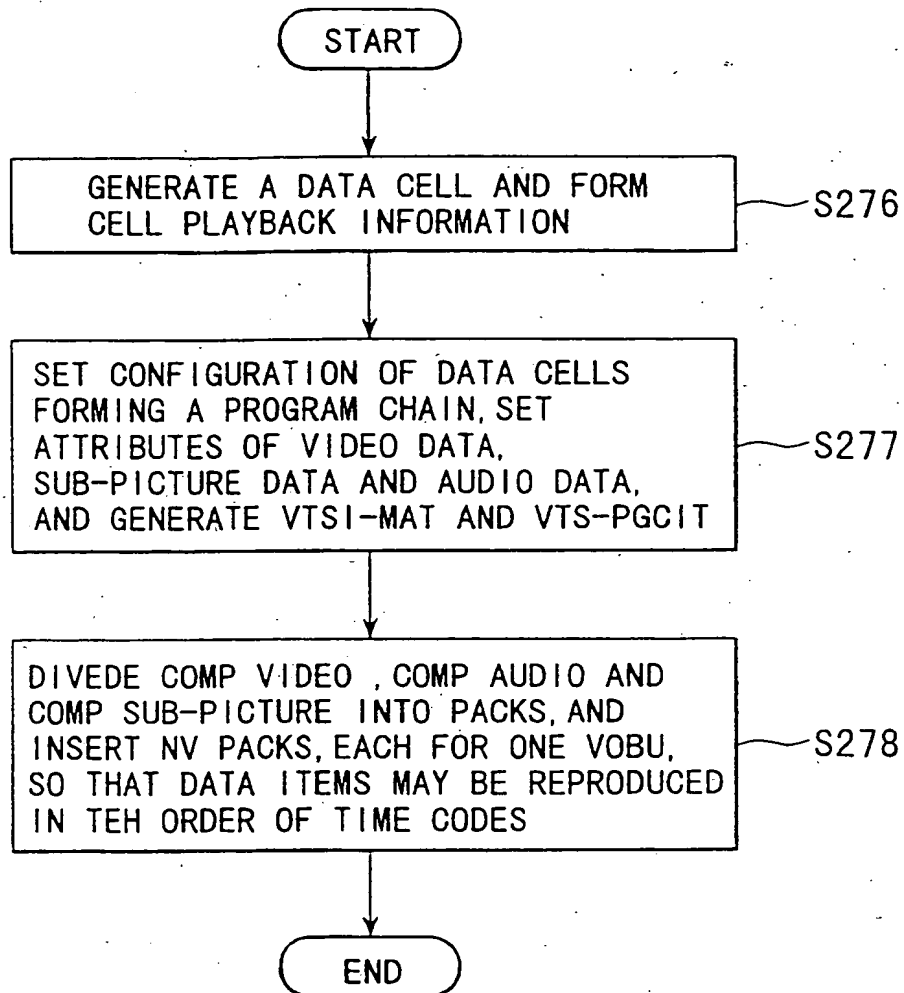 START
GENERATE A DATA CELL AND FORM
CELL PLAYBACK INFORMATION
S276
SET CONFIGURATION OF DATA CELLS
FORMING A PROGRAM CHAIN, SET
ATTRIBUTES OF VIDEO DATA,
SUB-PICTURE DATA AND AUDIO DATA,
AND GENERATE VTSI-MAT AND VTS-PGCIT
S277
DIVEDE COMP VIDEO , COMP AUDIO AND
COMP SUB-PICTURE INTO PACKS, AND
INSERT NV PACKS, EACH FOR ONE VOBU,
SO THAT DATA ITEMS MAY BE REPRODUCED
IN TEH ORDER OF TIME CODES
S278
END